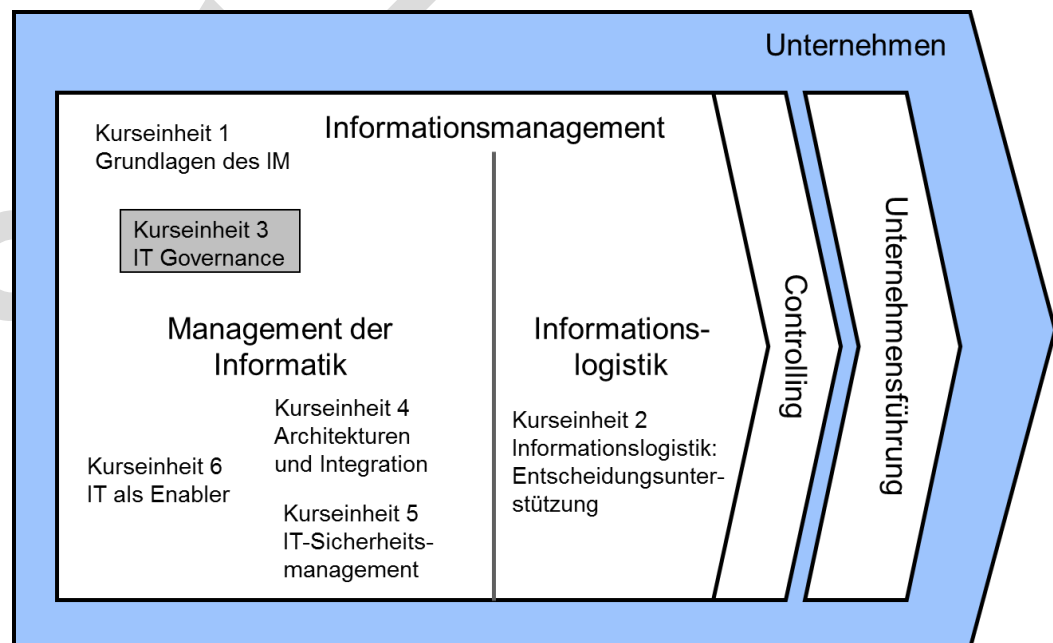 Unternehmen
Kurseinheit 1
Grundlagen des IM
Informationsmanagement
Kurseinheit 3
IT Governance
Management der
Informatik
Kurseinheit 4
Architekturen
und Integration
Kurseinheit 6
IT als Enabler
Kurseinheit 5
IT-Sicherheits-
management
Informations-
logistik
Kurseinheit 2
Informationslogistik:
Entscheidungsunter-
stützung
Controlling
Unternehmensführung